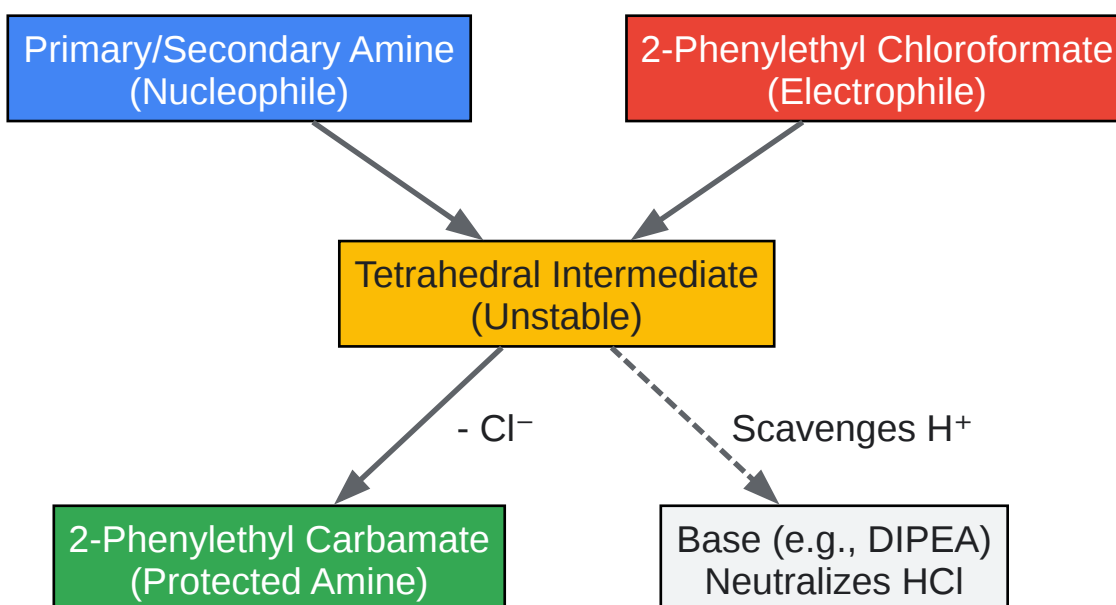 Primary/Secondary Amine
(Nucleophile)
2-Phenylethyl Chloroformate
(Electrophile)
Tetrahedral Intermediate
(Unstable)
- Cl⁻
Scavenges H⁺
2-Phenylethyl Carbamate
(Protected Amine)
Base (e.g., DIPEA)
Neutralizes HCl